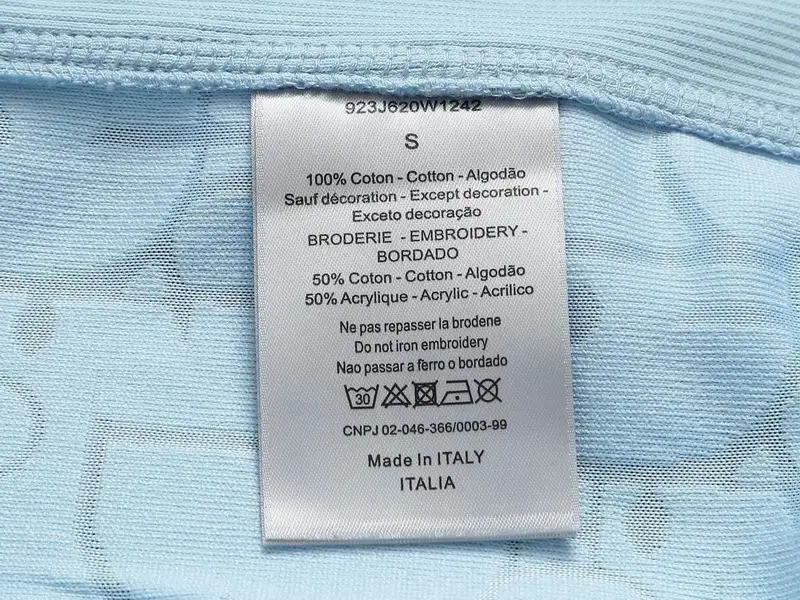 923J620W1242
S
100% Coton - Cotton - Algodão
Sauf décoration - Except decoration -
Exceto decoração
BRODERIE - EMBROIDERY -
BORDADO
50% Coton - Cotton - Algodão
50% Acrylique - Acrylic - Acrilico
Ne pas repasser la brodene
Do not iron embroidery
Nao passar a fèrro o bordado
30
CNPJ 02-046-366/0003-99
Made In ITALY
ITALIA